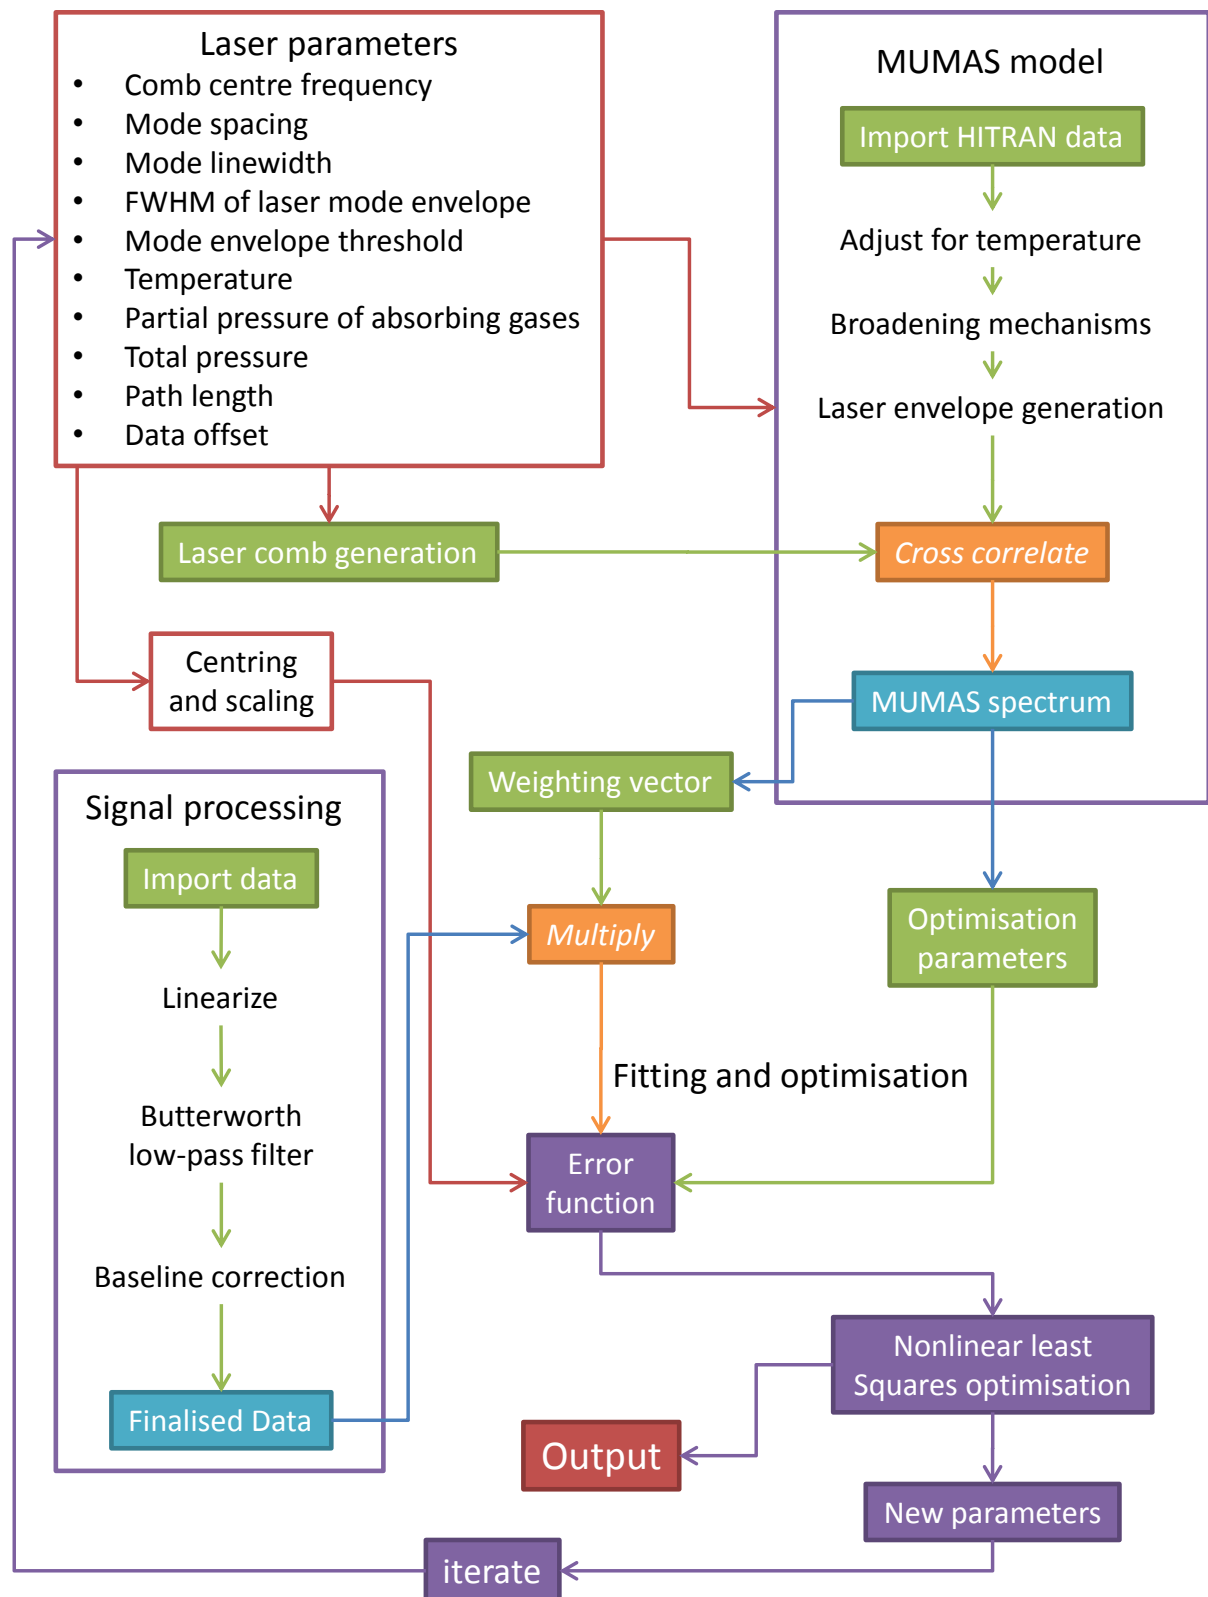 Laser parameters
• Comb centre frequency
• Mode spacing
• Mode linewidth
• FWHM of laser mode envelope
• Mode envelope threshold
• Temperature
• Partial pressure of absorbing gases
• Total pressure
• Path length
• Data offset
MUMAS model
Import HITRAN data
Adjust for temperature
Broadening mechanisms
Laser envelope generation
Laser comb generation
Cross correlate
Centring
and scaling
MUMAS spectrum
Weighting vector
Signal processing
Import data
Linearize
Butterworth
low-pass filter
Baseline correction
Finalised Data
Multiply
Optimisation
parameters
Fitting and optimisation
Error
function
Nonlinear least
Squares optimisation
Output
New parameters
iterate